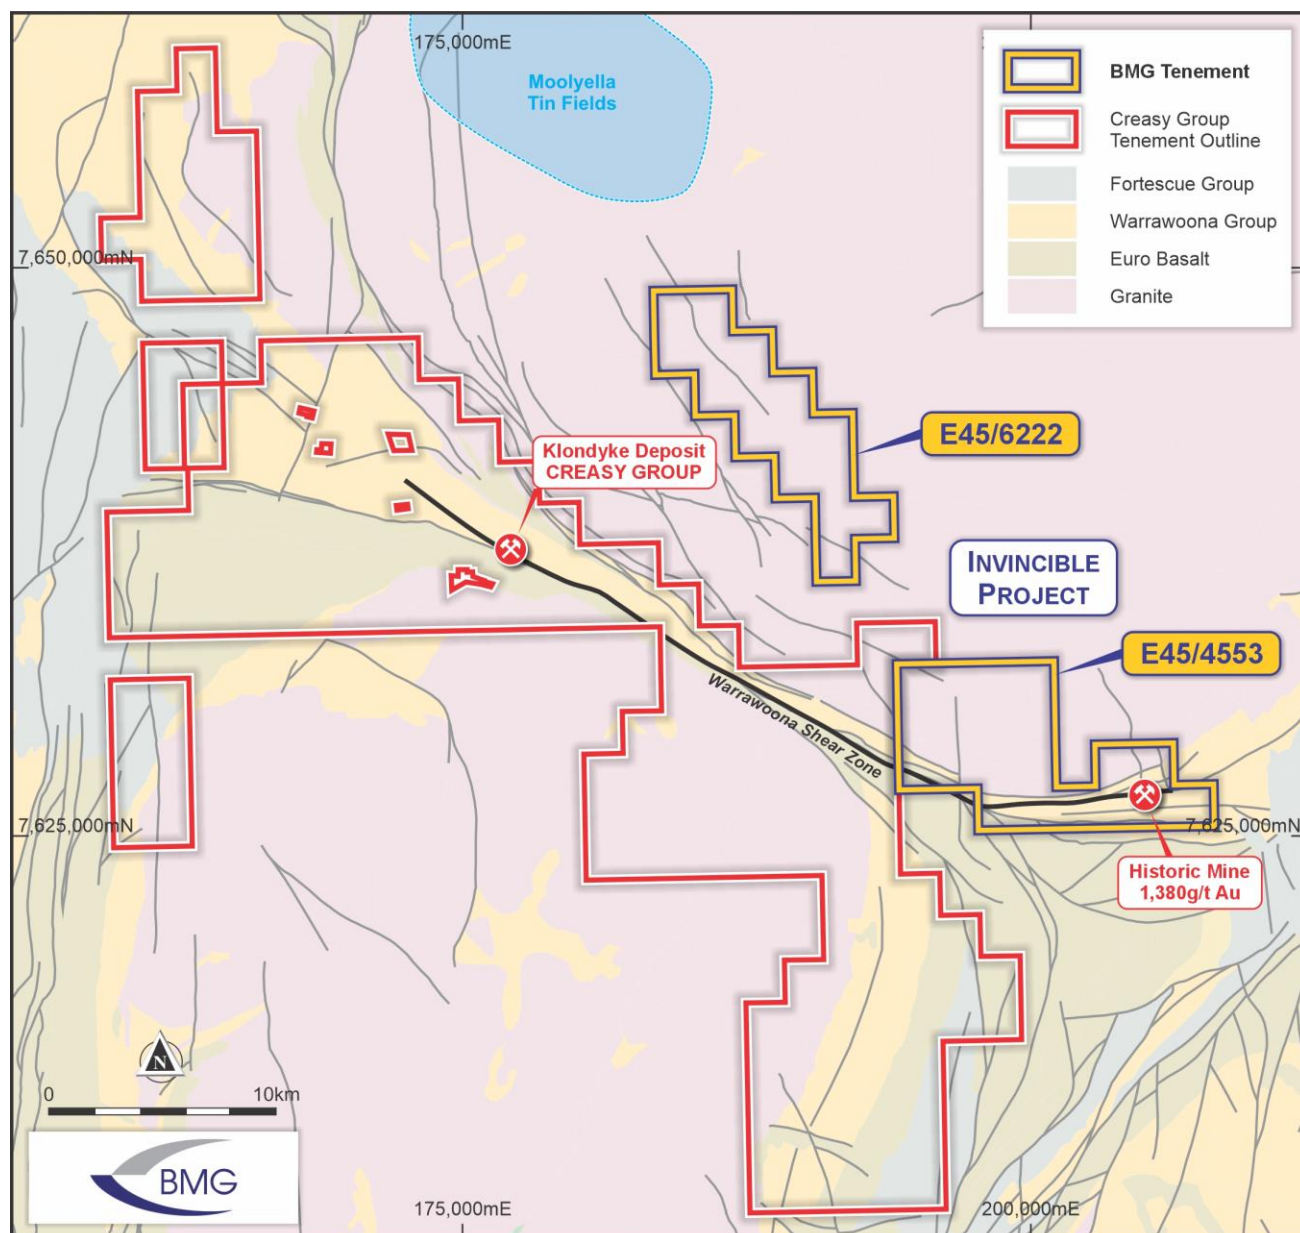 175,000mE
Moolyella
Tin Fields
BMG Tenement
Creasy Group
Tenement Outline
Fortescue Group
Warrawoona Group
Euro Basalt
Granite
7,650,000mN
E45/6222
Klondyke Deposit
CREASY GROUP
INVINCIBLE
PROJECT
E45/4553
Warrawoona Shear Zone
7,625,000mN
7,625,000mN
Historic Mine
1,380g/t Au
N
0
10km
BMG
175,000mE
200,000mE